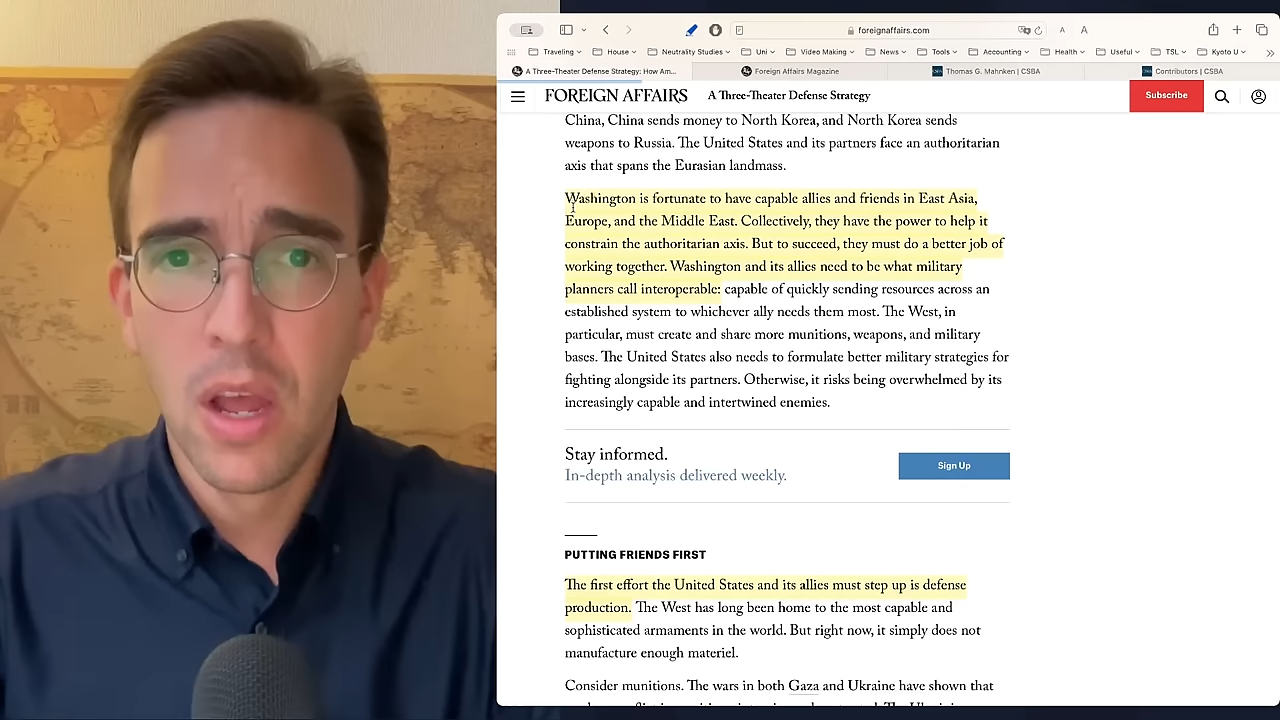 foreignaffairs.com
A
A
Traveling
House
Neutrality Studies
Uni
Video Making
News
Tools
Accounting
Health
Useful
TSL
Kyoto U
A Three-Theater Defense Strategy: How Am...
Foreign Affairs Magazine
Thomas G. Mahnken | CSBA
Contributors | CSBA
FOREIGN AFFAIRS
A Three-Theater Defense Strategy
Subscribe
China, China sends money to North Korea, and North Korea sends
weapons to Russia. The United States and its partners face an authoritarian
axis that spans the Eurasian landmass.
Washington is fortunate to have capable allies and friends in East Asia,
Europe, and the Middle East. Collectively, they have the power to help it
constrain the authoritarian axis. But to succeed, they must do a better job of
working together. Washington and its allies need to be what military
planners call interoperable: capable of quickly sending resources across an
established system to whichever ally needs them most. The West, in
particular, must create and share more munitions, weapons, and military
bases. The United States also needs to formulate better military strategies for
fighting alongside its partners. Otherwise, it risks being overwhelmed by its
increasingly capable and intertwined enemies.
Stay informed.
In-depth analysis delivered weekly.
Sign Up
PUTTING FRIENDS FIRST
The first effort the United States and its allies must step up is defense
production. The West has long been home to the most capable and
sophisticated armaments in the world. But right now, it simply does not
manufacture enough materiel.
Consider munitions. The wars in both Gaza and Ukraine have shown that